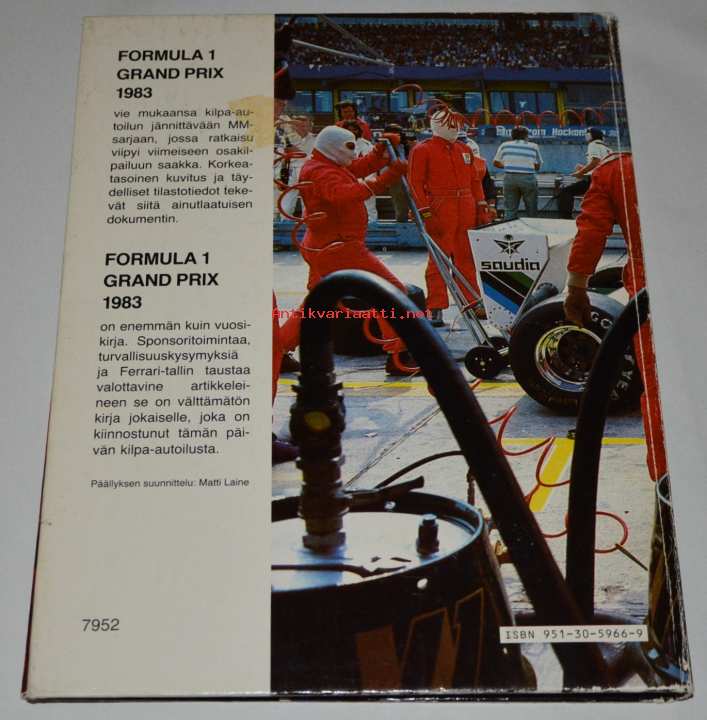 FORMULA 1
GRAND PRIX
1983
vie mukaansa kilpa-au-
toilun jännittävään MM-
sarjaan, jossa ratkaisu
viipyi viimeiseen osakil-
pailuun saakka. Korkea-
tasoinen kuvitus ja täy-
delliset tilastotiedot teke-
vät siitä ainutlaatuisen
dokumentin.
FORMULA 1
GRAND PRIX
1983
on enemmän kuin vuosi-
kirja. Sponsoritoimintaa,
turvallisuuskysymyksiä
ja Ferrari-tallin taustaa
valottavine artikkelei-
neen se on välttämätön
kirja jokaiselle, joka on
kiinnostunut tämän päi-
vän kilpa-autoilusta.
Päällyksen suunnittelu: Matti Laine
7952
saudia
Antikvariaatti.net
ISBN 951-30-5966-9